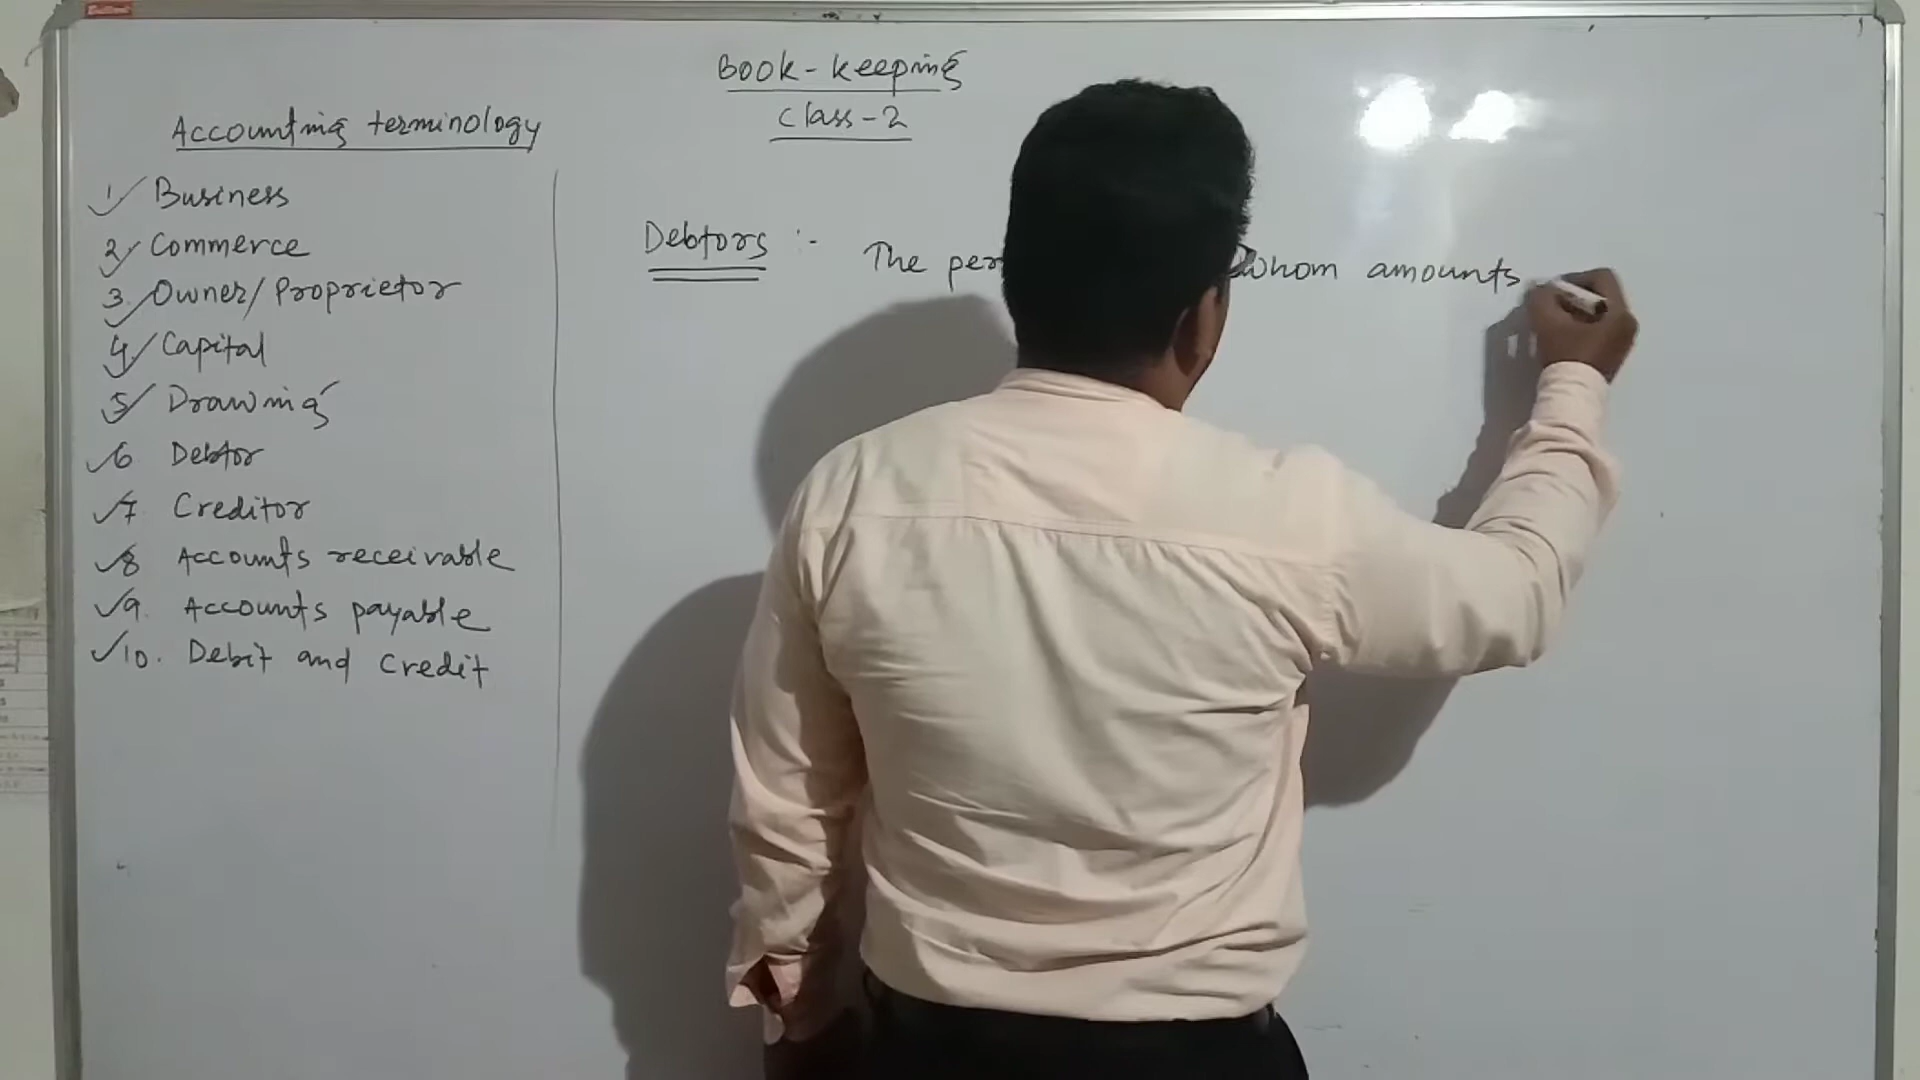 Book-keeping
Class-2
Accounting terminology
1 Business
2 Commerce
3. Owner/Proprietor
4. Capital
5 Drawing
6 Debtor
7. Creditor
8 Accounts receivable
9. Accounts payable
10. Debit and credit
Debtors :- The per whom amounts